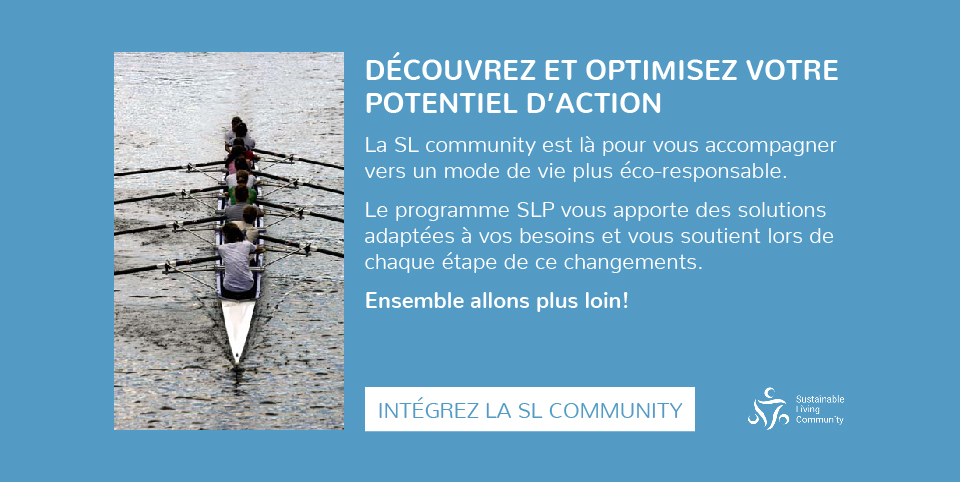 DÉCOUVREZ ET OPTIMISEZ VOTRE
POTENTIEL D'ACTION
La SL community est là pour vous accompagner
vers un mode de vie plus éco-responsable.
Le programme SLP vous apporte des solutions
adaptées à vos besoins et vous soutient lors de
chaque étape de ce changements.
Ensemble allons plus loin!
INTÉGREZ LA SL COMMUNITY
Sustainable
Living
Community